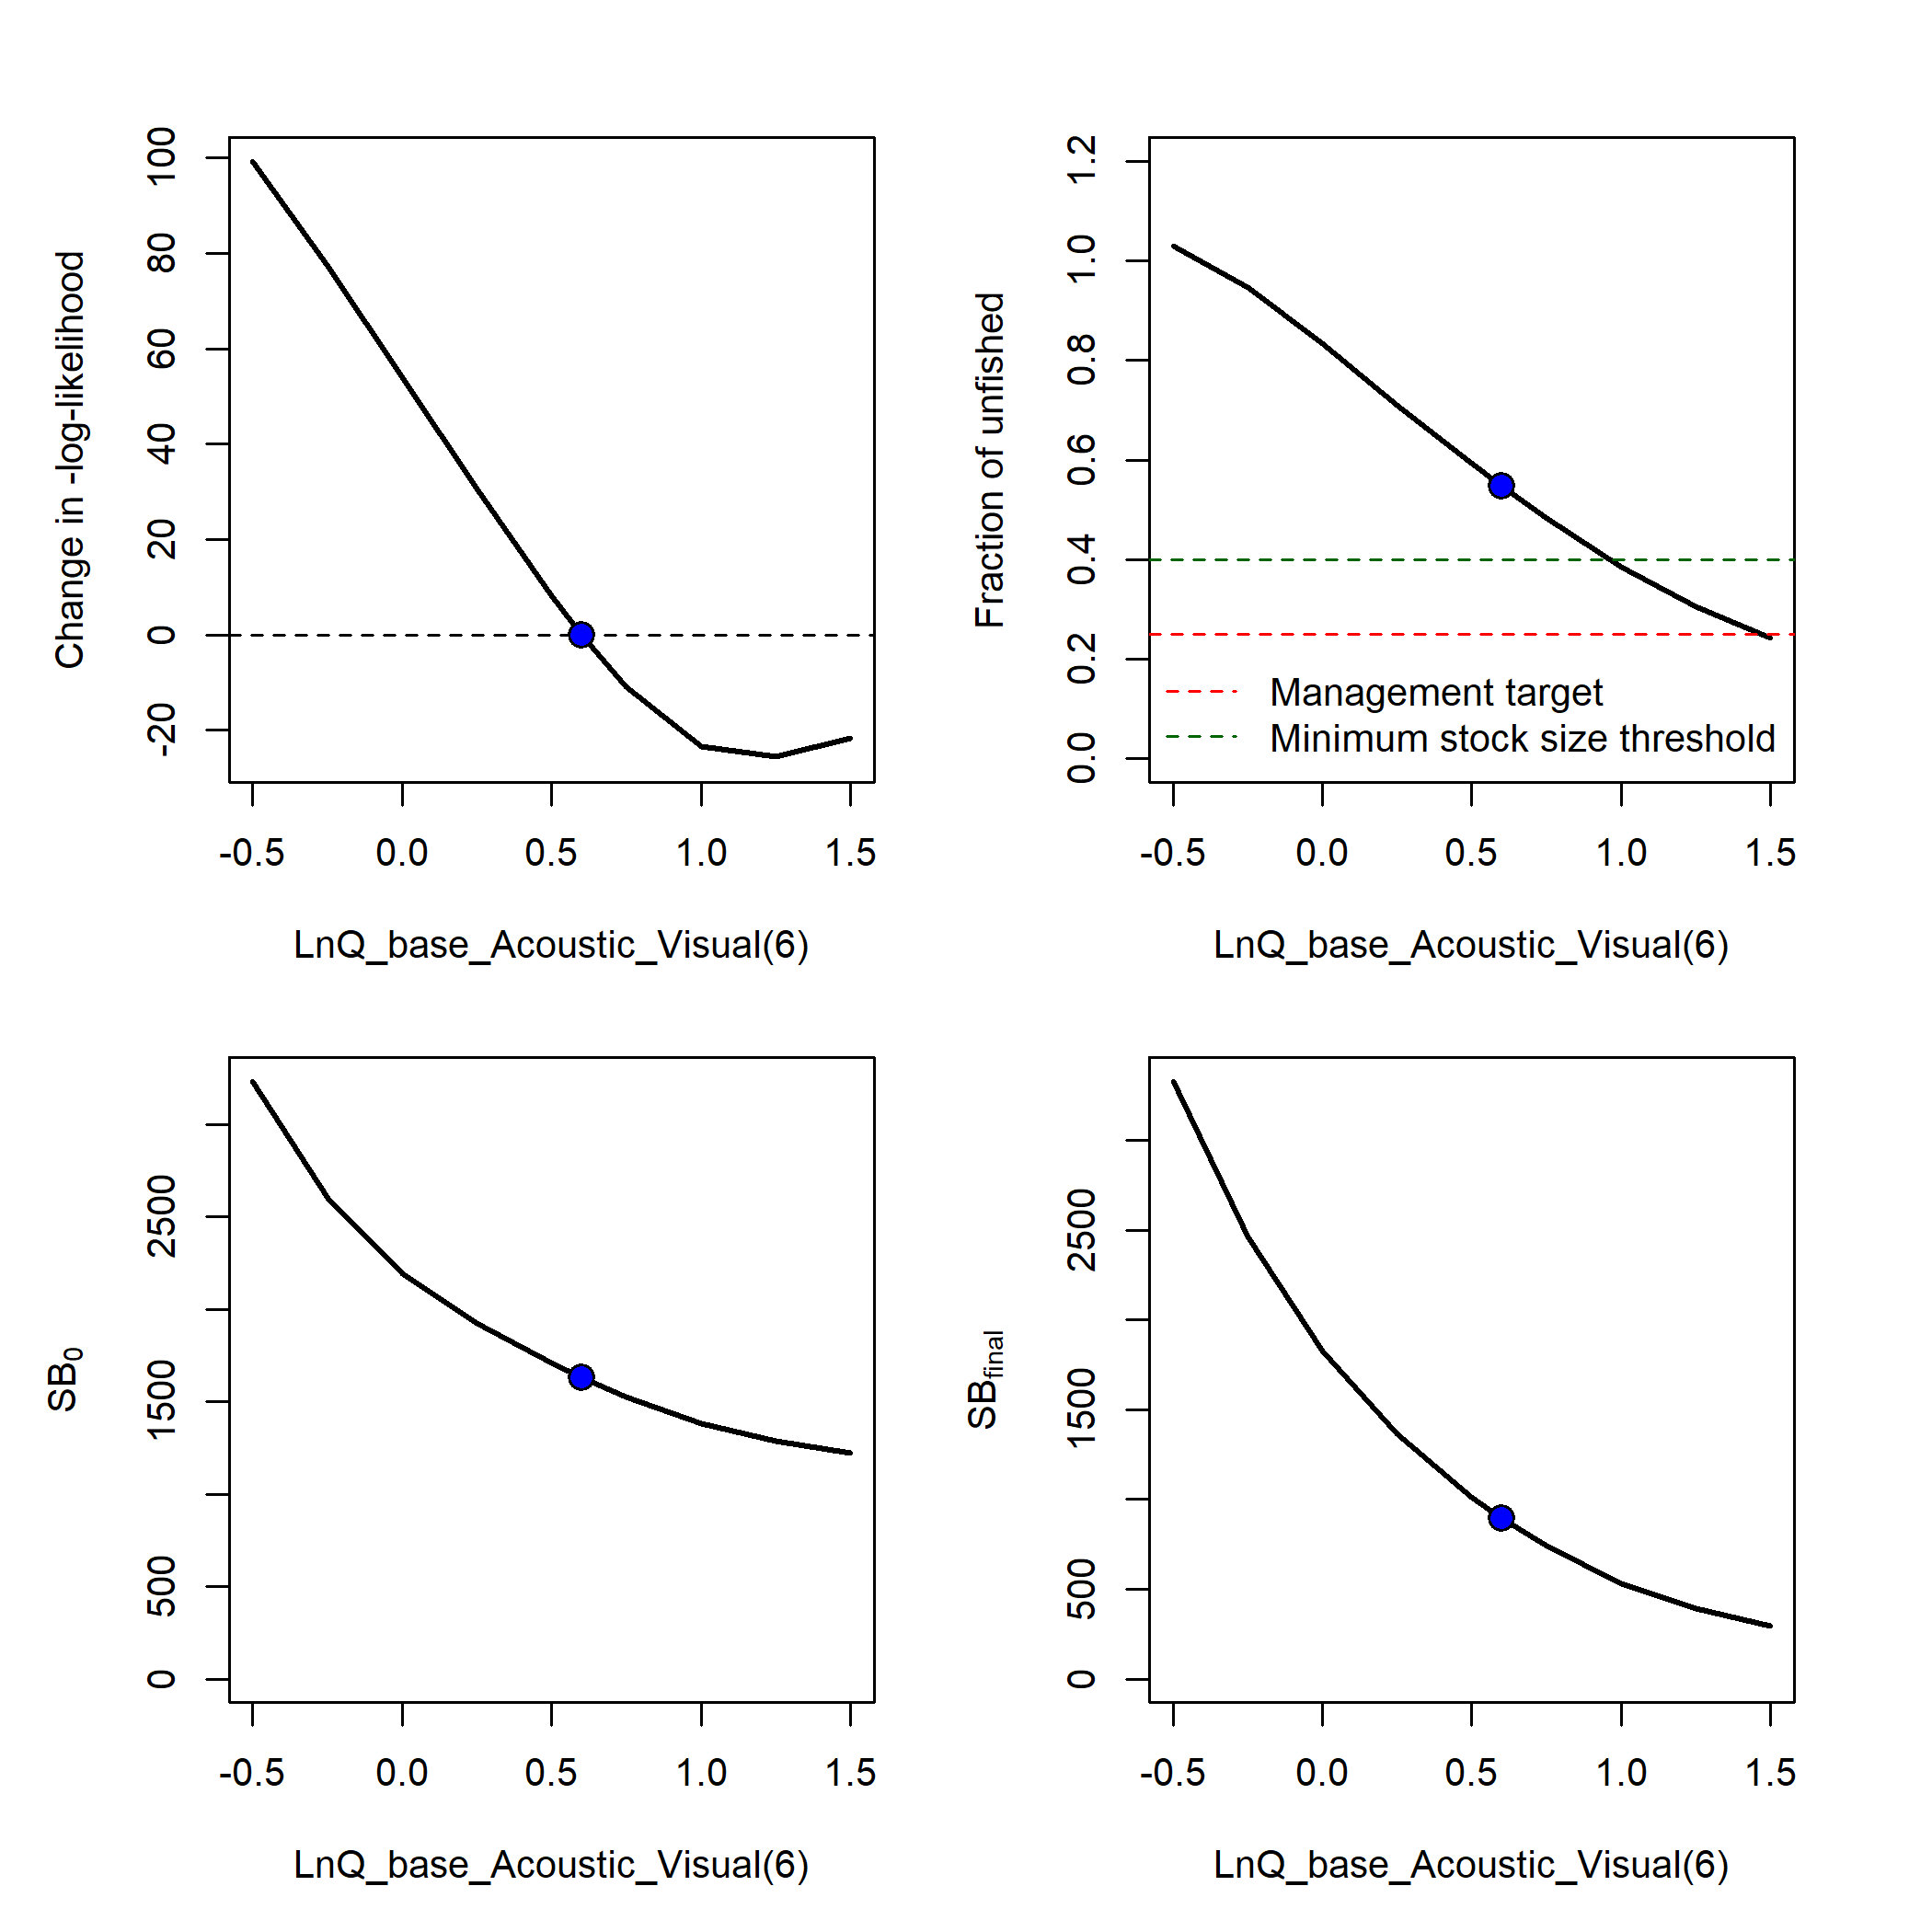 Change in -log-likelihood
100
80
60
40
20
0
-20
-0.5 0.0 0.5 1.0 1.5
LnQ_base_Acoustic_Visual(6)
Fraction of unfished
1.2
1.0
0.8
0.6
0.4
0.2
0.0
Management target
Minimum stock size threshold
-0.5 0.0 0.5 1.0 1.5
LnQ_base_Acoustic_Visual(6)
SB0
2500
1500
500
0
-0.5 0.0 0.5 1.0 1.5
LnQ_base_Acoustic_Visual(6)
SBfinal
2500
1500
500
0
-0.5 0.0 0.5 1.0 1.5
LnQ_base_Acoustic_Visual(6)